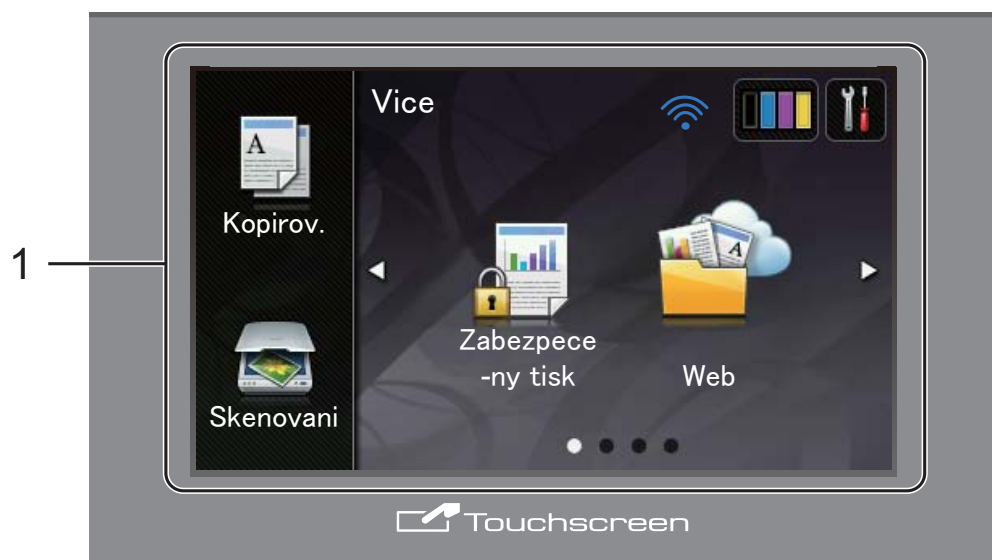 1
Vice
Kopirov.
Skenovani
Zabezpece
-ny tisk
Web
Touchscreen